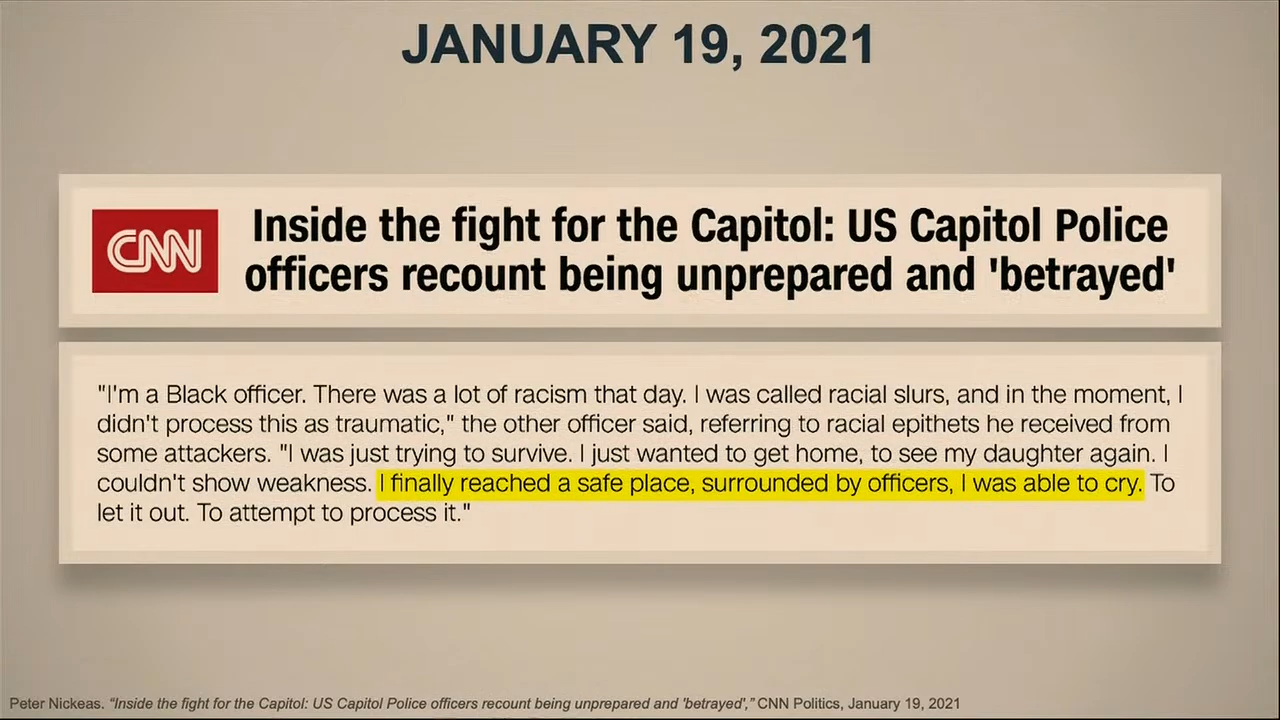 JANUARY 19, 2021
CNN
Inside the fight for the Capitol: US Capitol Police
officers recount being unprepared and 'betrayed'
"I'm a Black officer. There was a lot of racism that day. I was called racial slurs, and in the moment, I
didn't process this as traumatic," the other officer said, referring to racial epithets he received from
some attackers. "I was just trying to survive. I just wanted to get home, to see my daughter again. I
couldn't show weakness. I finally reached a safe place, surrounded by officers, I was able to cry. To
let it out. To attempt to process it."
Peter Nickeas. “Inside the fight for the Capitol: US Capitol Police officers recount being unprepared and 'betrayed',” CNN Politics, January 19, 2021